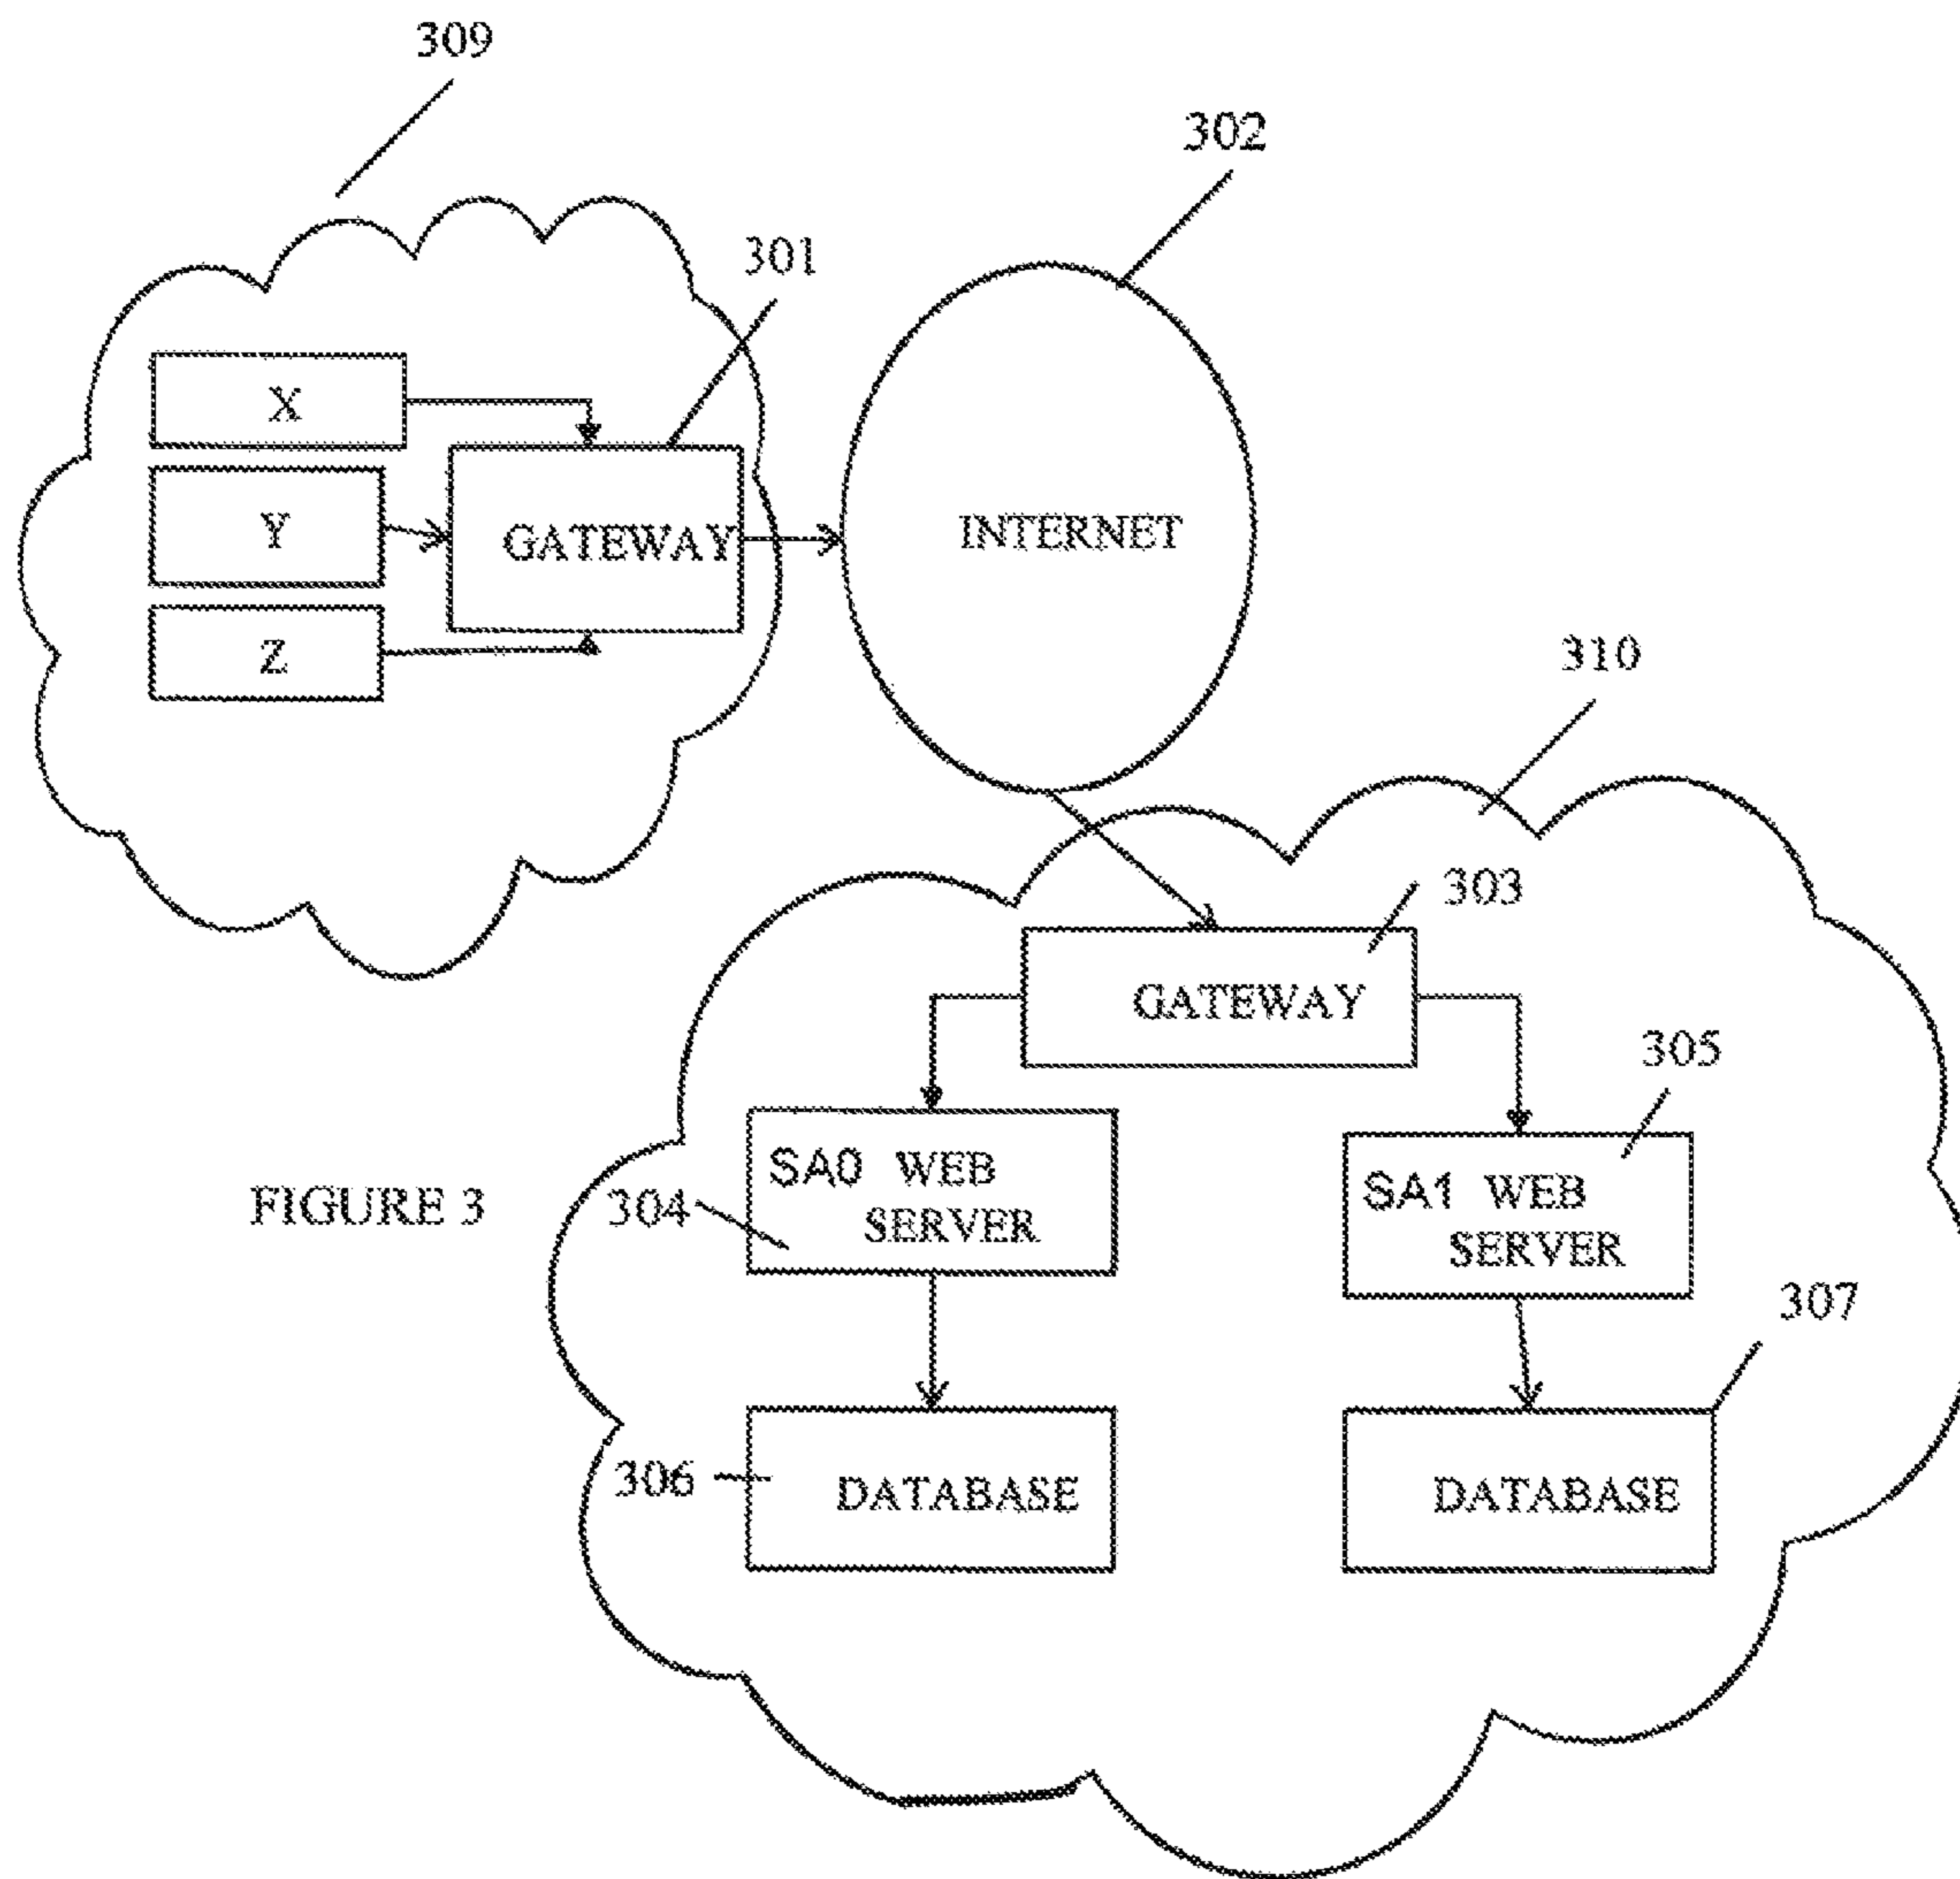 309
302
301
X
Y
GATEWAY
INTERNET
Z
310
303
GATEWAY
305
SA0 WEB
SERVER
SA1 WEB
SERVER
FIGURE 3
304
307
306
DATABASE
DATABASE